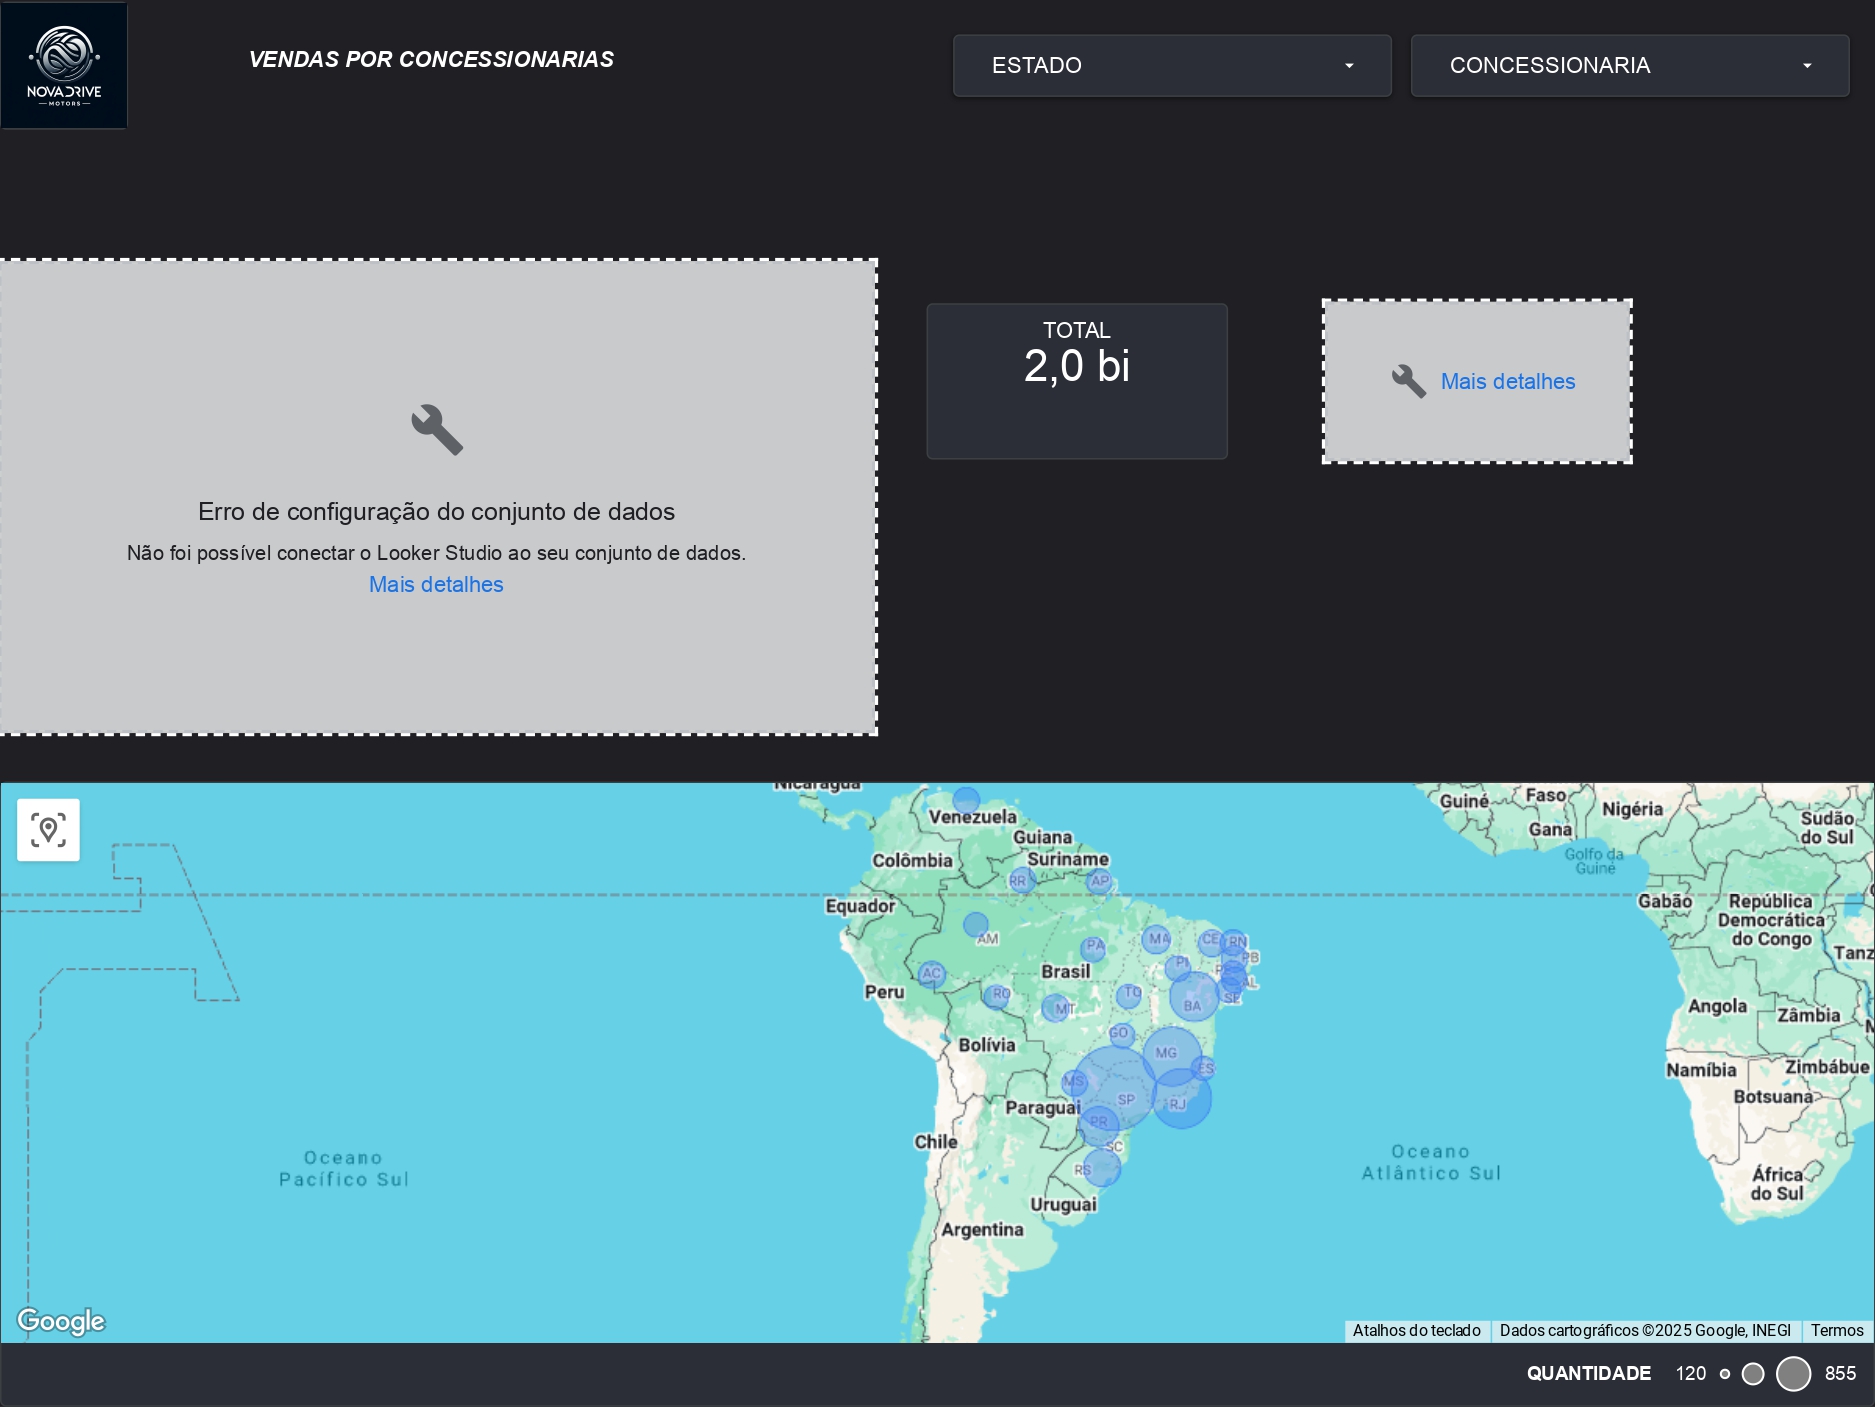 NOVADRIVE
MOTORS
VENDAS POR CONCESSIONARIAS
ESTADO
CONCESSIONARIA
Erro de configuração do conjunto de dados
Não foi possível conectar o Looker Studio ao seu conjunto de dados.
Mais detalhes
TOTAL
2,0 bi
Mais detalhes
Nicarágua
Venezuela
Guiana
Suriname
Colômbia
RR
AP
Equador
AM
PA
MA
CE
RN
PB
PI
AL
SE
AC
Brasil
RO
MT
TO
BA
Peru
GO
Bolívia
MG
ES
MS
SP
RJ
Paraguai
PR
Chile
SC
RS
Uruguai
Argentina
Guiné
Faso
Nigéria
Gana
Sudão
do Sul
Golfo da
Guiné
Gabão
República
Democrática
do Congo
Tanz
Angola
Zâmbia
Namíbia
Zimbábue
Botsuana
África
do Sul
Oceano
Pacífico Sul
Oceano
Atlântico Sul
Google
Atalhos do teclado
Dados cartográficos ©2025 Google, INEGI
Termos
QUANTIDADE 120 855